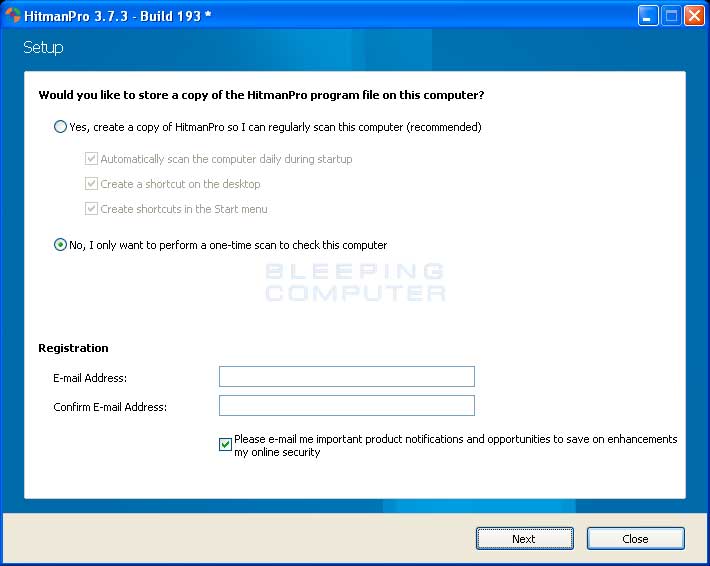 HitmanPro 3.7.3 - Build 193 *
Setup
Would you like to store a copy of the HitmanPro program file on this computer?
Yes, create a copy of HitmanPro so I can regularly scan this computer (recommended)
Automatically scan the computer daily during startup
Create a shortcut on the desktop
Create shortcuts in the Start menu
No, I only want to perform a one-time scan to check this computer
BLEEPING
COMPUTER
Registration
E-mail Address:
Confirm E-mail Address:
Please e-mail me important product notifications and opportunities to save on enhancements
my online security
Next
Close